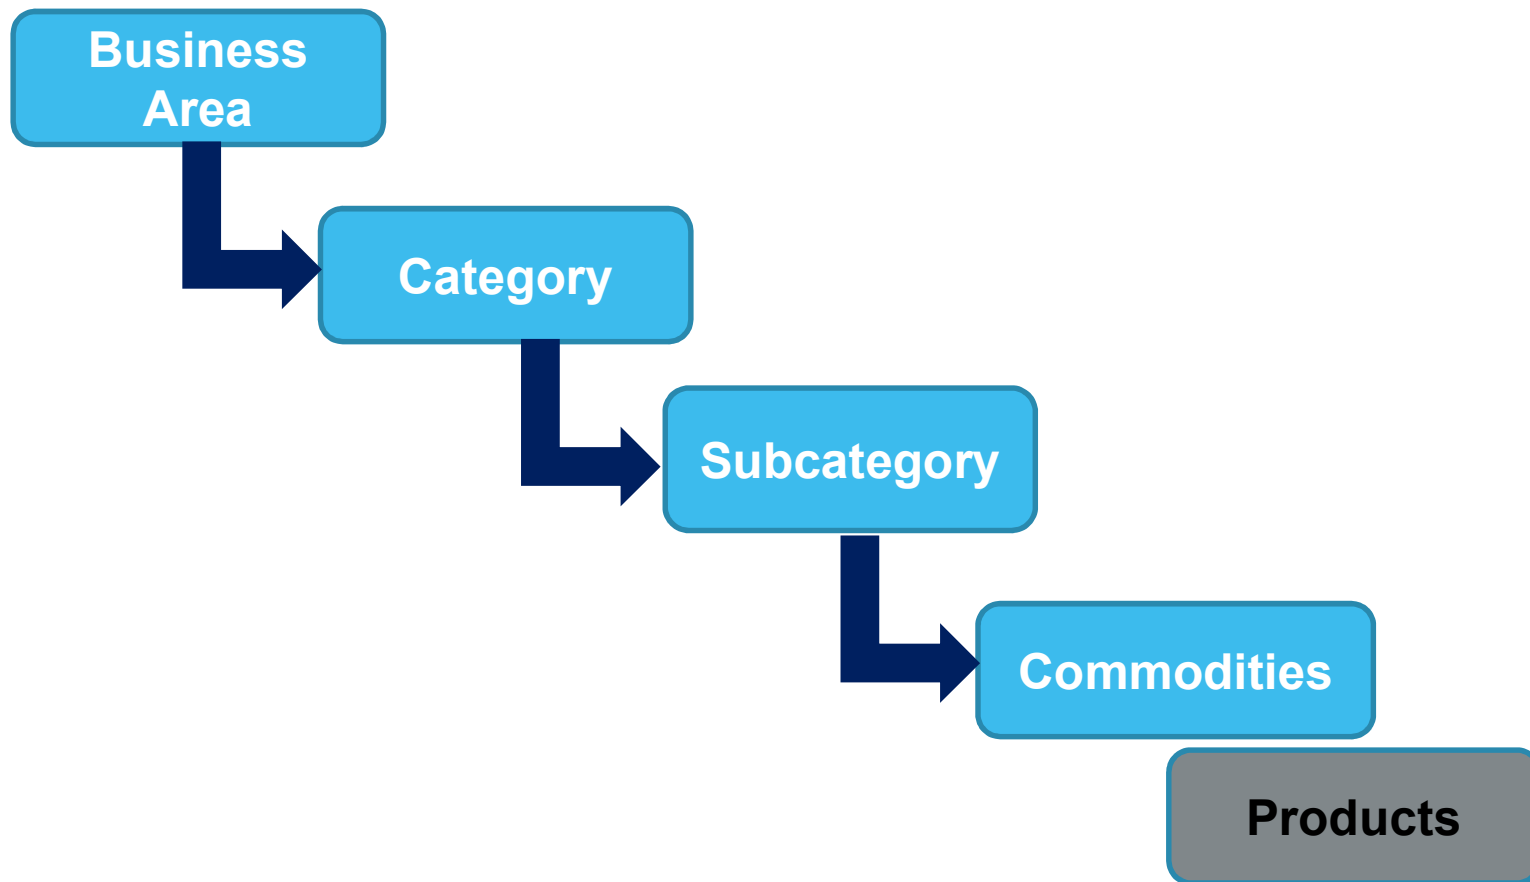 Business
Area
Category
Subcategory
Commodities
Products